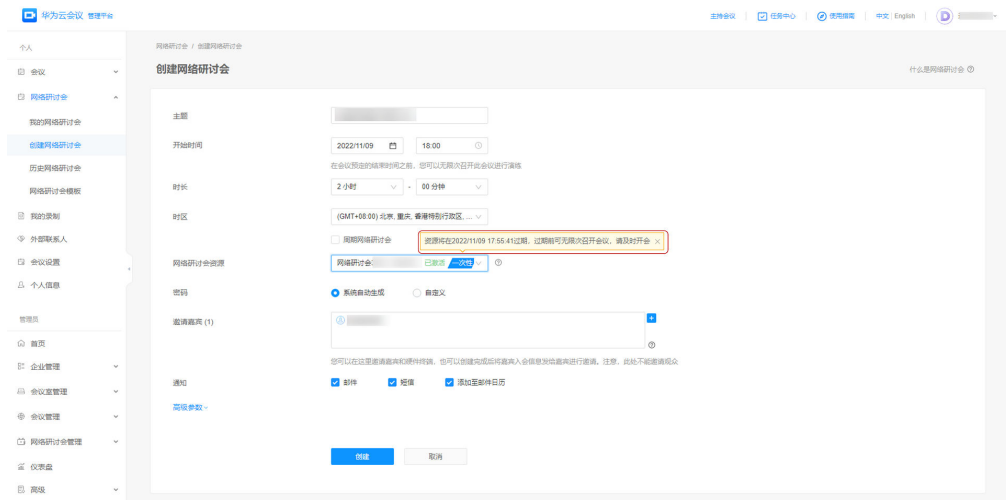 华为云会议 管理平台
主持会议 任务中心 使用指南 中文 English D
个人
会议
网络研讨会
我的网络研讨会
创建网络研讨会
历史网络研讨会
网络研讨会模板
我的录制
外部联系人
会议设置
个人信息
管理员
首页
企业管理
会议室管理
会议管理
网络研讨会管理
仪表盘
高级
网络研讨会 / 创建网络研讨会
创建网络研讨会
什么是网络研讨会
主题
开始时间 2022/11/09 18:00
在会议预定的结束时间之前，您可以无限次召开此会议进行演练
时长 2 小时 - 00 分钟
时区 (GMT+08:00) 北京, 重庆, 香港特别行政区, ...
周期网络研讨会
资源将在2022/11/09 17:55:41过期，过期前可无限次召开会议，请及时开会
网络研讨会资源 网络研讨会 已激活 一次性
密码 系统自动生成 自定义
邀请嘉宾 (1)
您可以在这里邀请嘉宾和硬件终端，也可以创建完成后将嘉宾入会信息发给嘉宾进行邀请。注意，此处不能邀请观众
通知 邮件 短信 添加至邮件日历
高级参数
创建 取消